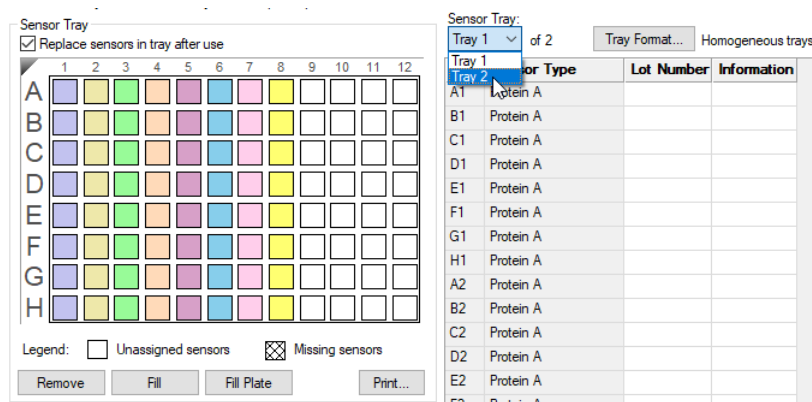 Sensor Tray
Replace sensors in tray after use
1 2 3 4 5 6 7 8 9 10 11 12
A
B
C
D
E
F
G
H
Legend: Unassigned sensors Missing sensors
Remove Fill Fill Plate Print...
Sensor Tray:
Tray 1 of 2 Tray Format... Homogeneous trays
Tray 1
Tray 2
or Type Lot Number Information
A1 Protein A
B1 Protein A
C1 Protein A
D1 Protein A
E1 Protein A
F1 Protein A
G1 Protein A
H1 Protein A
A2 Protein A
B2 Protein A
C2 Protein A
D2 Protein A
E2 Protein A